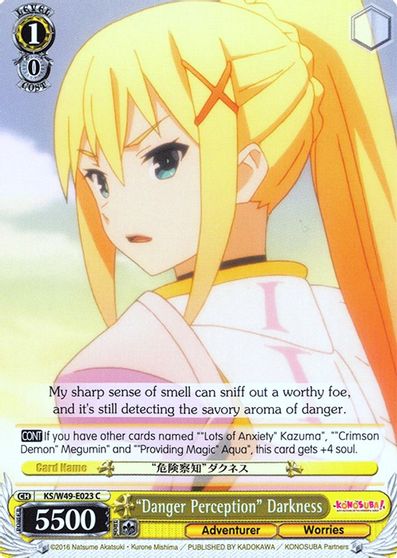 LEVEL
1
0
COST
My sharp sense of smell can sniff out a worthy foe,
and it's still detecting the savory aroma of danger.
CONT If you have other cards named ""Lots of Anxiety" Kazuma", ""Crimson
Demon" Megumin" and ""Providing Magic" Aqua", this card gets +4 soul.
Card Name "危険察知"ダクネス
CH KS/W49-E023 C
POWER 5500 SOUL "Danger Perception" Darkness KONOSUBA!
Adventurer Worries
©2016 Natsume Akatsuki・Kurone Mishima / PUBLISHED BY KADOKAWA / KONOSUBA Partners